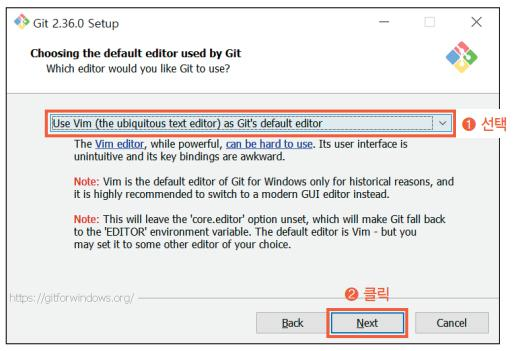 Git 2.36.0 Setup
Choosing the default editor used by Git
Which editor would you like Git to use?
Use Vim (the ubiquitous text editor) as Git's default editor
❶ 선택
The Vim editor, while powerful, can be hard to use. Its user interface is
unintuitive and its key bindings are awkward.
Note: Vim is the default editor of Git for Windows only for historical reasons, and
it is highly recommended to switch to a modern GUI editor instead.
Note: This will leave the 'core.editor' option unset, which will make Git fall back
to the 'EDITOR' environment variable. The default editor is Vim - but you
may set it to some other editor of your choice.
❷ 클릭
https://gitforwindows.org/
Back Next Cancel